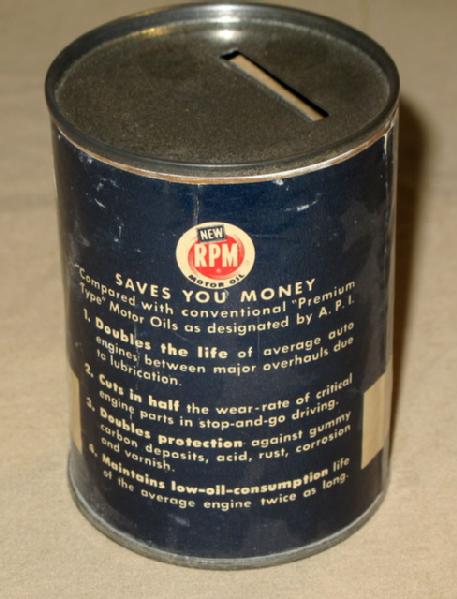 NEW
RPM
MOTOR OIL
SAVES YOU MONEY
Compared with conventional "Premium
Type" Motor Oils as designated by A. P. I.
1. Doubles the life of average auto
engines between major overhauls due
to lubrication.
2. Cuts in half the wear-rate of critical
engine parts in stop-and-go driving.
3. Doubles protection against gummy
carbon deposits, acid, rust, corrosion
and varnish.
4. Maintains low-oil-consumption life
of the average engine twice as long.